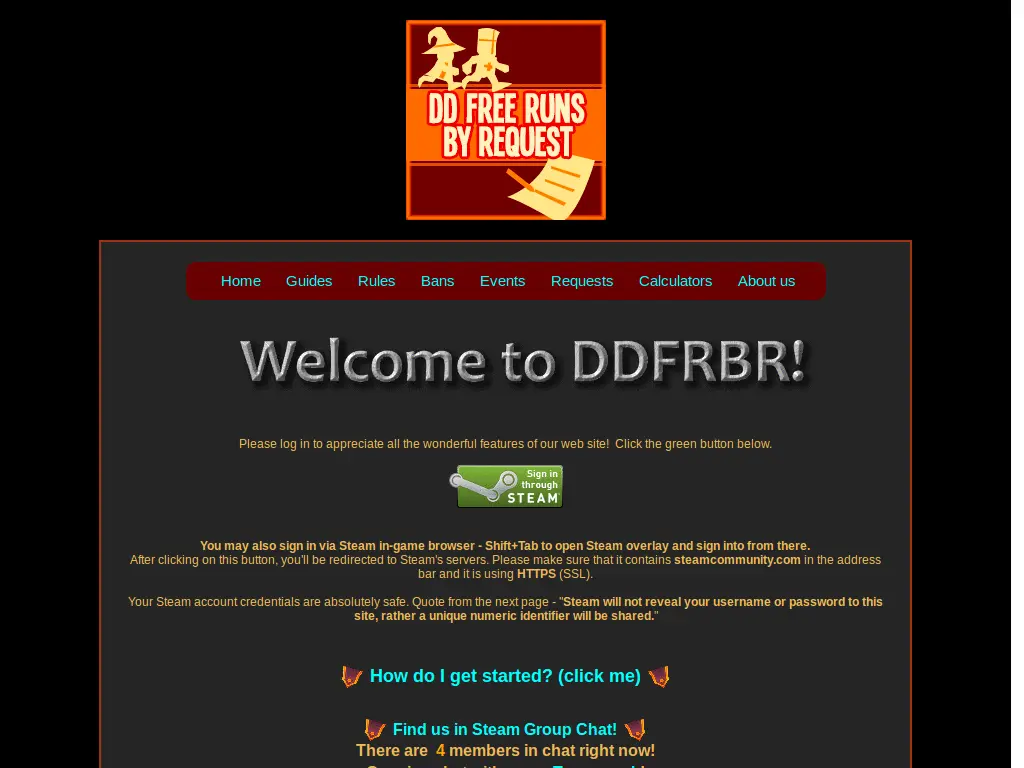 DD FREE RUNS
BY REQUEST
Home Guides Rules Bans Events Requests Calculators About us
Welcome to DDFRBR!
Please log in to appreciate all the wonderful features of our web site! Click the green button below.
Sign in
through
STEAM
You may also sign in via Steam in-game browser - Shift+Tab to open Steam overlay and sign into from there.
After clicking on this button, you'll be redirected to Steam's servers. Please make sure that it contains steamcommunity.com in the address
bar and it is using HTTPS (SSL).
Your Steam account credentials are absolutely safe. Quote from the next page - "Steam will not reveal your username or password to this
site, rather a unique numeric identifier will be shared."
How do I get started? (click me)
Find us in Steam Group Chat!
There are 4 members in chat right now!